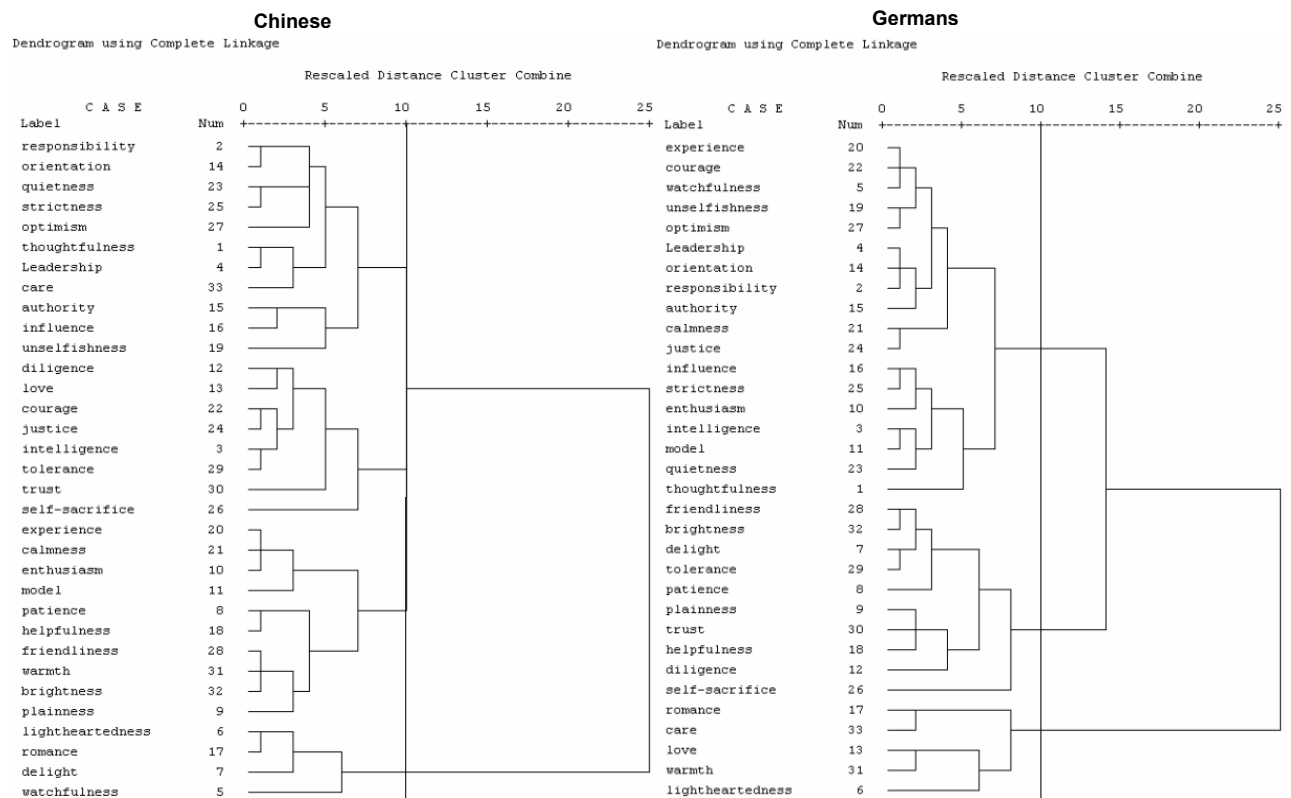 Chinese
Dendrogram using Complete Linkage
Rescaled Distance Cluster Combine
C A S E 0 5 10 15 20 25
Label Num
responsibility 2
orientation 14
quietness 23
strictness 25
optimism 27
thoughtfulness 1
Leadership 4
care 33
authority 15
influence 16
unselfishness 19
diligence 12
love 13
courage 22
justice 24
intelligence 3
tolerance 29
trust 30
self-sacrifice 26
experience 20
calmness 21
enthusiasm 10
model 11
patience 8
helpfulness 18
friendliness 28
warmth 31
brightness 32
plainness 9
lightheartedness 6
romance 17
delight 7
watchfulness 5
Germans
Dendrogram using Complete Linkage
Rescaled Distance Cluster Combine
C A S E 0 5 10 15 20 25
Label Num
experience 20
courage 22
watchfulness 5
unselfishness 19
optimism 27
Leadership 4
orientation 14
responsibility 2
authority 15
calmness 21
justice 24
influence 16
strictness 25
enthusiasm 10
intelligence 3
model 11
quietness 23
thoughtfulness 1
friendliness 28
brightness 32
delight 7
tolerance 29
patience 8
plainness 9
trust 30
helpfulness 18
diligence 12
self-sacrifice 26
romance 17
care 33
love 13
warmth 31
lightheartedness 6